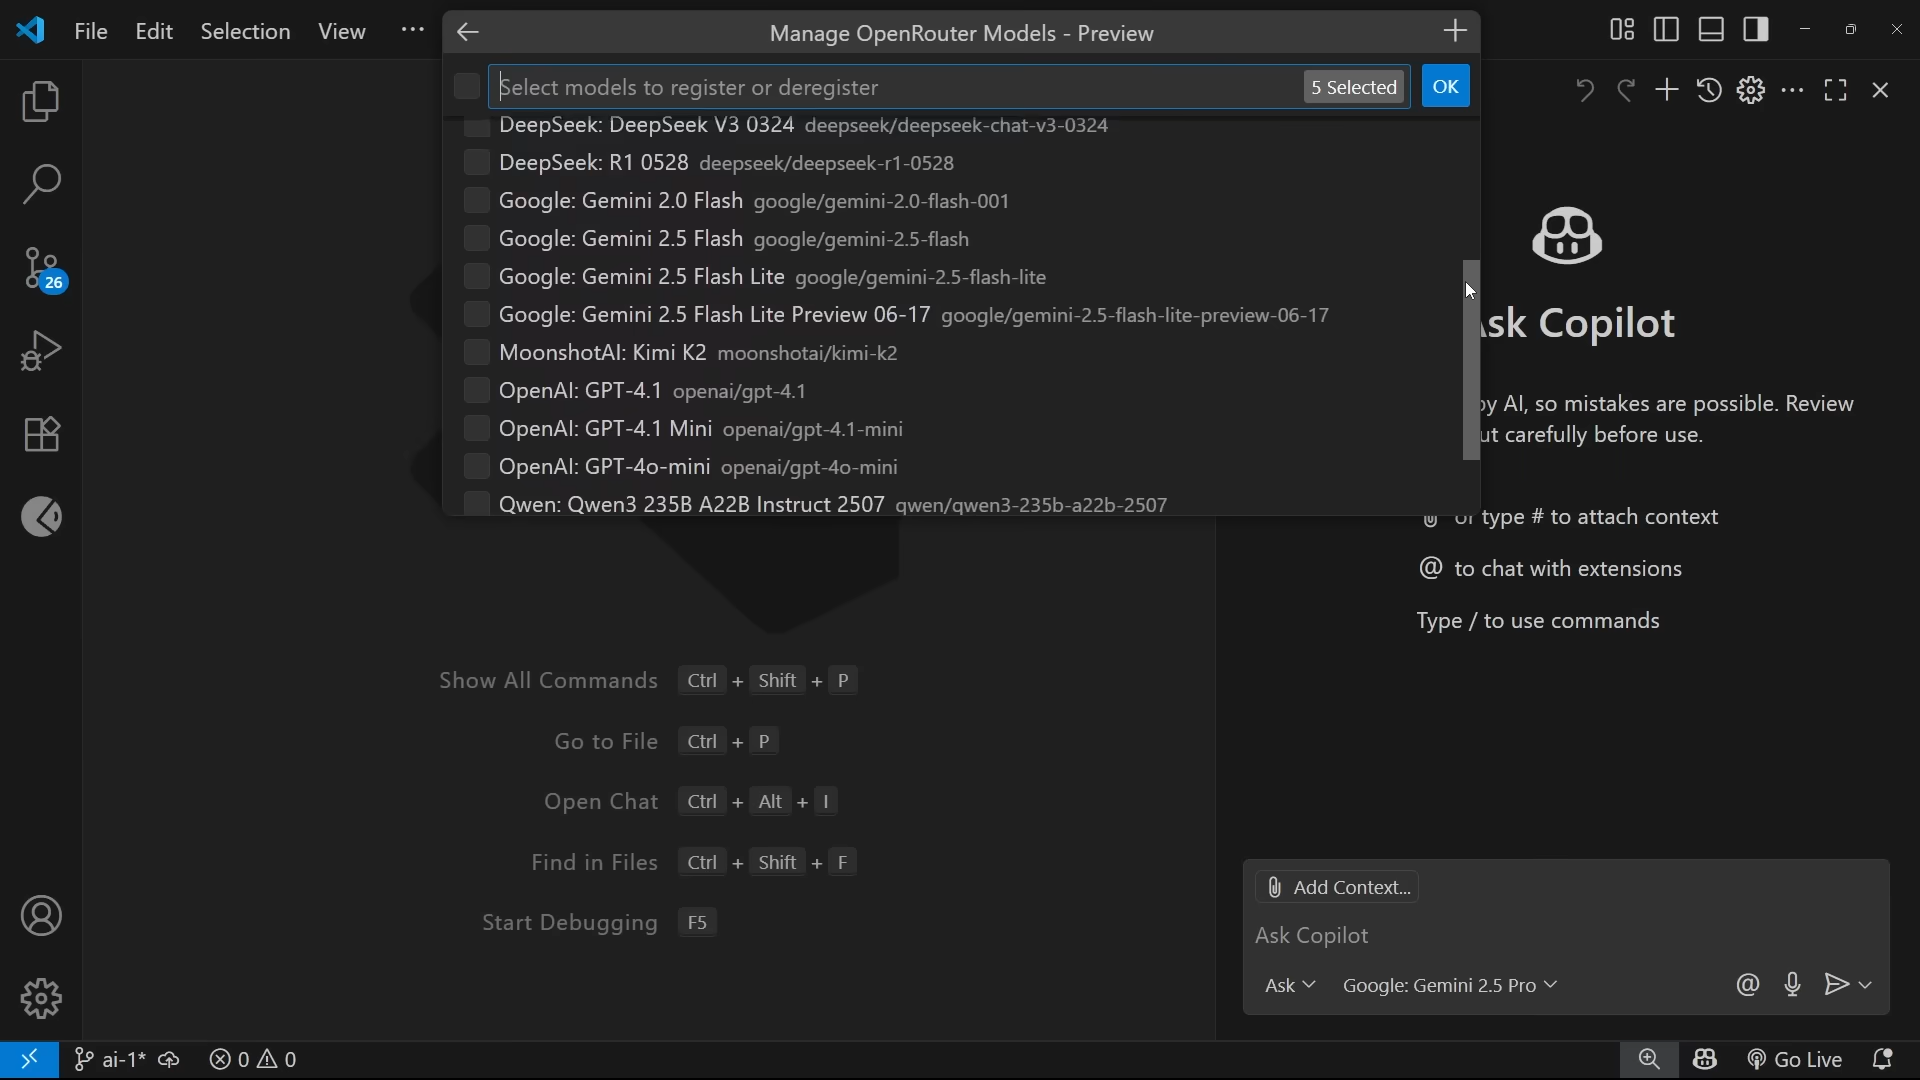 File Edit Selection View ...
Manage OpenRouter Models - Preview
Select models to register or deregister 5 Selected OK
DeepSeek: DeepSeek V3 0324 deepseek/deepseek-chat-v3-0324
DeepSeek: R1 0528 deepseek/deepseek-r1-0528
Google: Gemini 2.0 Flash google/gemini-2.0-flash-001
Google: Gemini 2.5 Flash google/gemini-2.5-flash
Google: Gemini 2.5 Flash Lite google/gemini-2.5-flash-lite
Google: Gemini 2.5 Flash Lite Preview 06-17 google/gemini-2.5-flash-lite-preview-06-17
MoonshotAI: Kimi K2 moonshotai/kimi-k2
OpenAI: GPT-4.1 openai/gpt-4.1
OpenAI: GPT-4.1 Mini openai/gpt-4.1-mini
OpenAI: GPT-4o-mini openai/gpt-4o-mini
Qwen: Qwen3 235B A22B Instruct 2507 qwen/qwen3-235b-a22b-2507
26
sk Copilot
by AI, so mistakes are possible. Review
ut carefully before use.
or type # to attach context
@ to chat with extensions
Type / to use commands
Show All Commands Ctrl + Shift + P
Go to File Ctrl + P
Open Chat Ctrl + Alt + I
Find in Files Ctrl + Shift + F
Start Debugging F5
Add Context...
Ask Copilot
Ask Google: Gemini 2.5 Pro @
ai-1* 0 0 Go Live